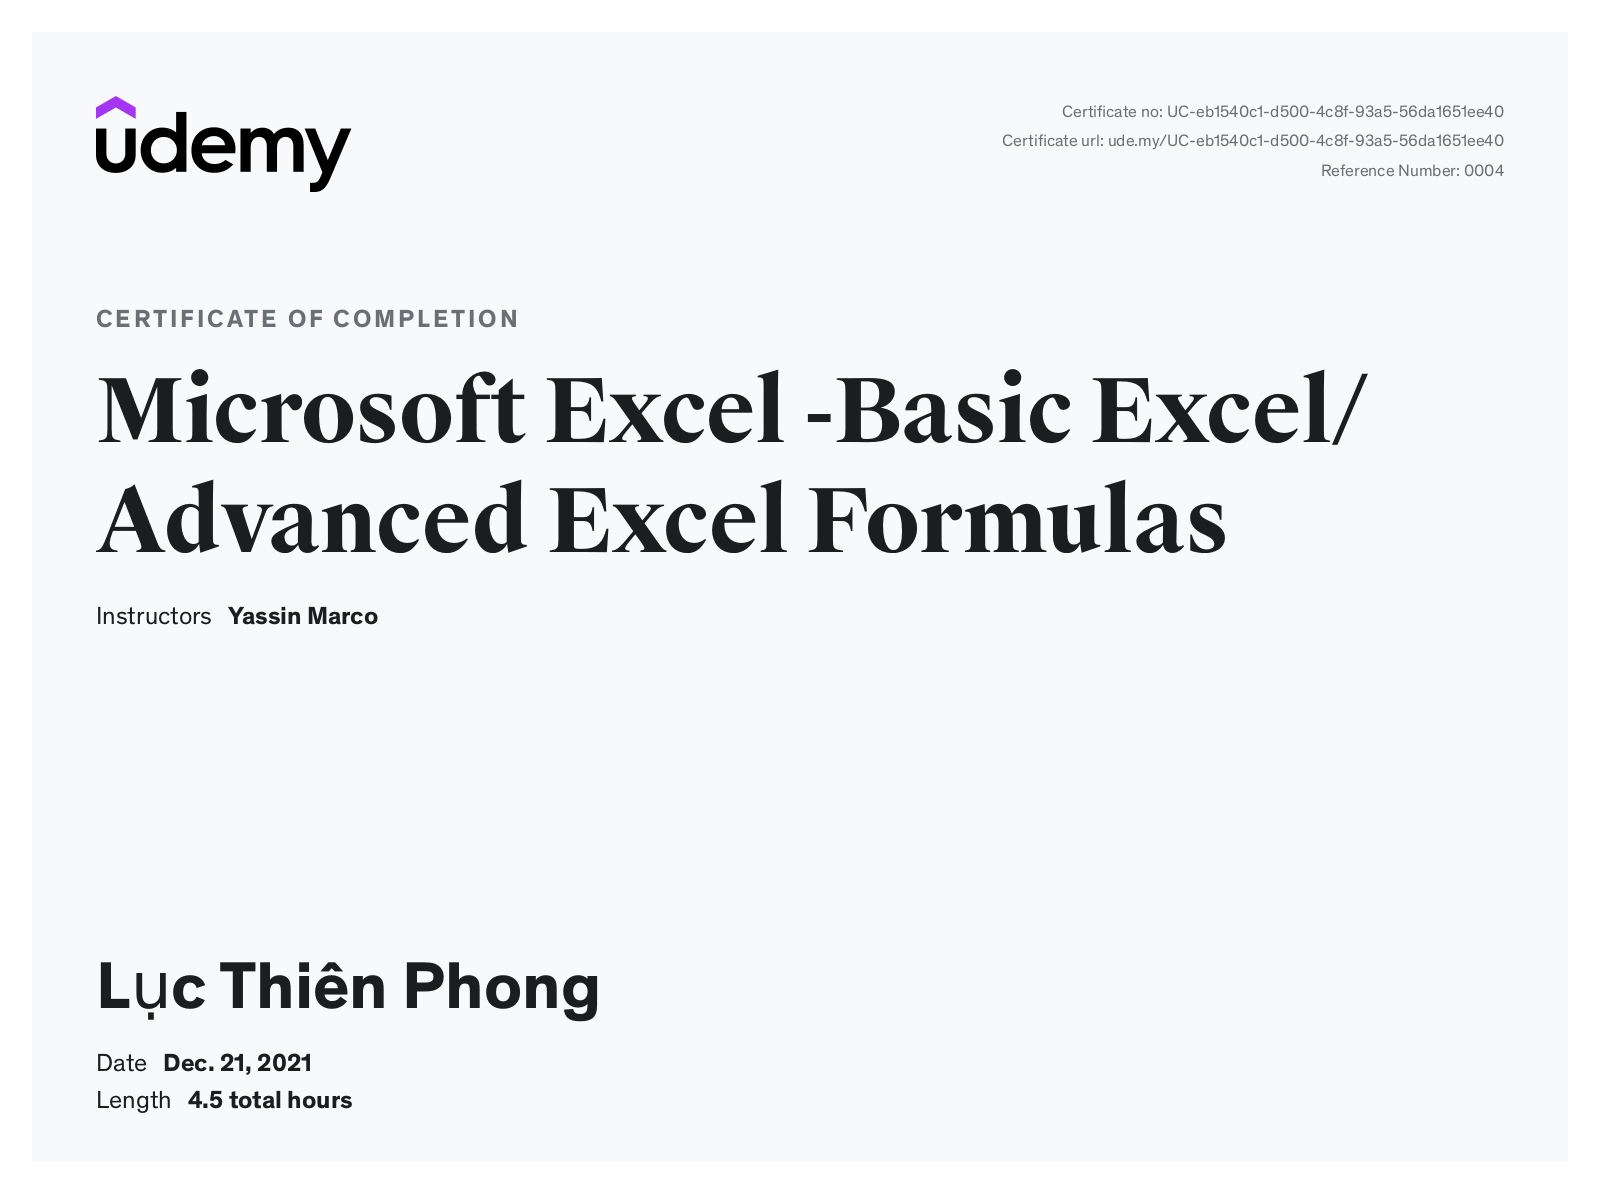 udemy
Certificate no: UC-eb1540c1-d500-4c8f-93a5-56da1651ee40
Certificate url: ude.my/UC-eb1540c1-d500-4c8f-93a5-56da1651ee40
Reference Number: 0004
CERTIFICATE OF COMPLETION
Microsoft Excel -Basic Excel/
Advanced Excel Formulas
Instructors Yassin Marco
Lục Thiên Phong
Date Dec. 21, 2021
Length 4.5 total hours